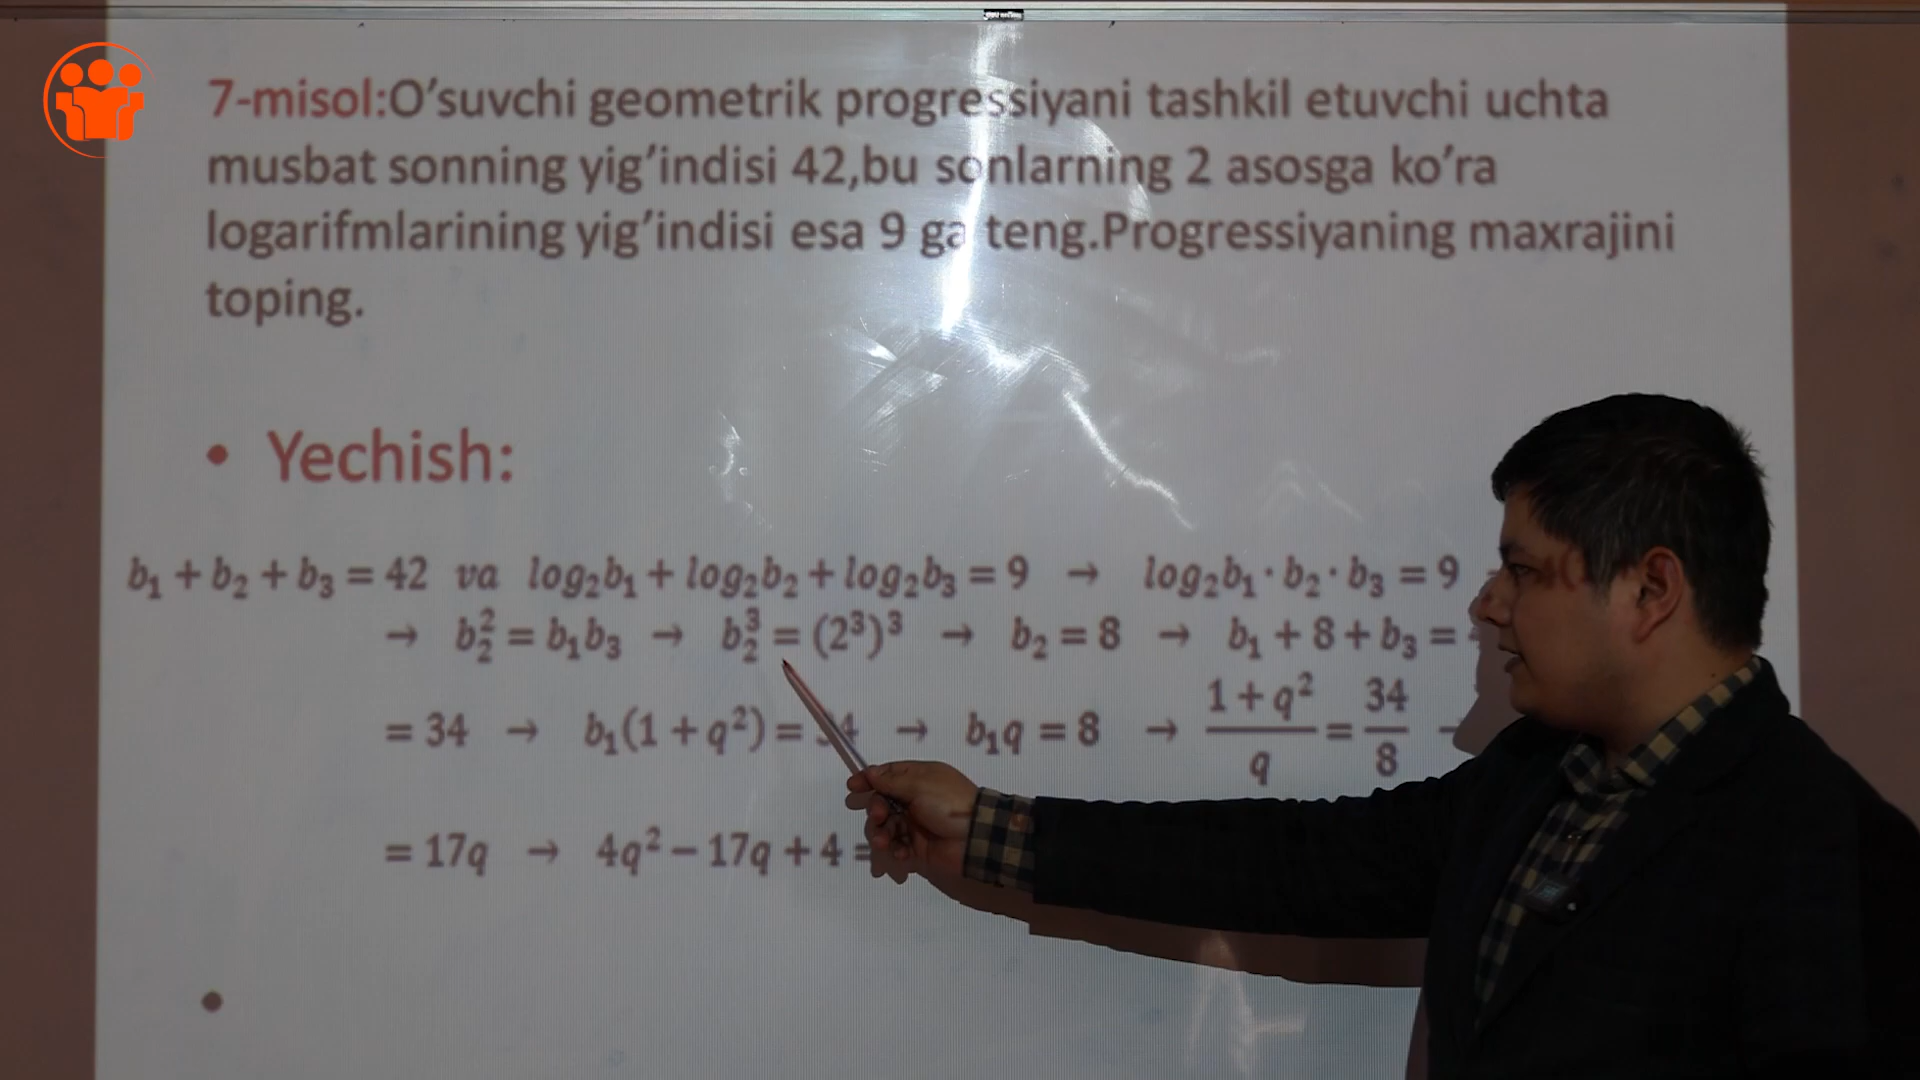 7-misol:O’suvchi geometrik progressiyani tashkil etuvchi uchta
musbat sonning yig’indisi 42,bu sonlarning 2 asosga ko’ra
logarifmlarining yig’indisi esa 9 ga teng.Progressiyaning maxrajini
toping.
• Yechish:
b₁ + b₂ + b₃ = 42 va log₂b₁ + log₂b₂ + log₂b₃ = 9 → log₂b₁ · b₂ · b₃ = 9
→ b₂² = b₁b₃ → b₂³ = (2³)³ → b₂ = 8 → b₁ + 8 + b₃ =
= 34 → b₁(1 + q²) = 34 → b₁q = 8 → (1 + q²)/q = 34/8 →
= 17q → 4q² − 17q + 4 =